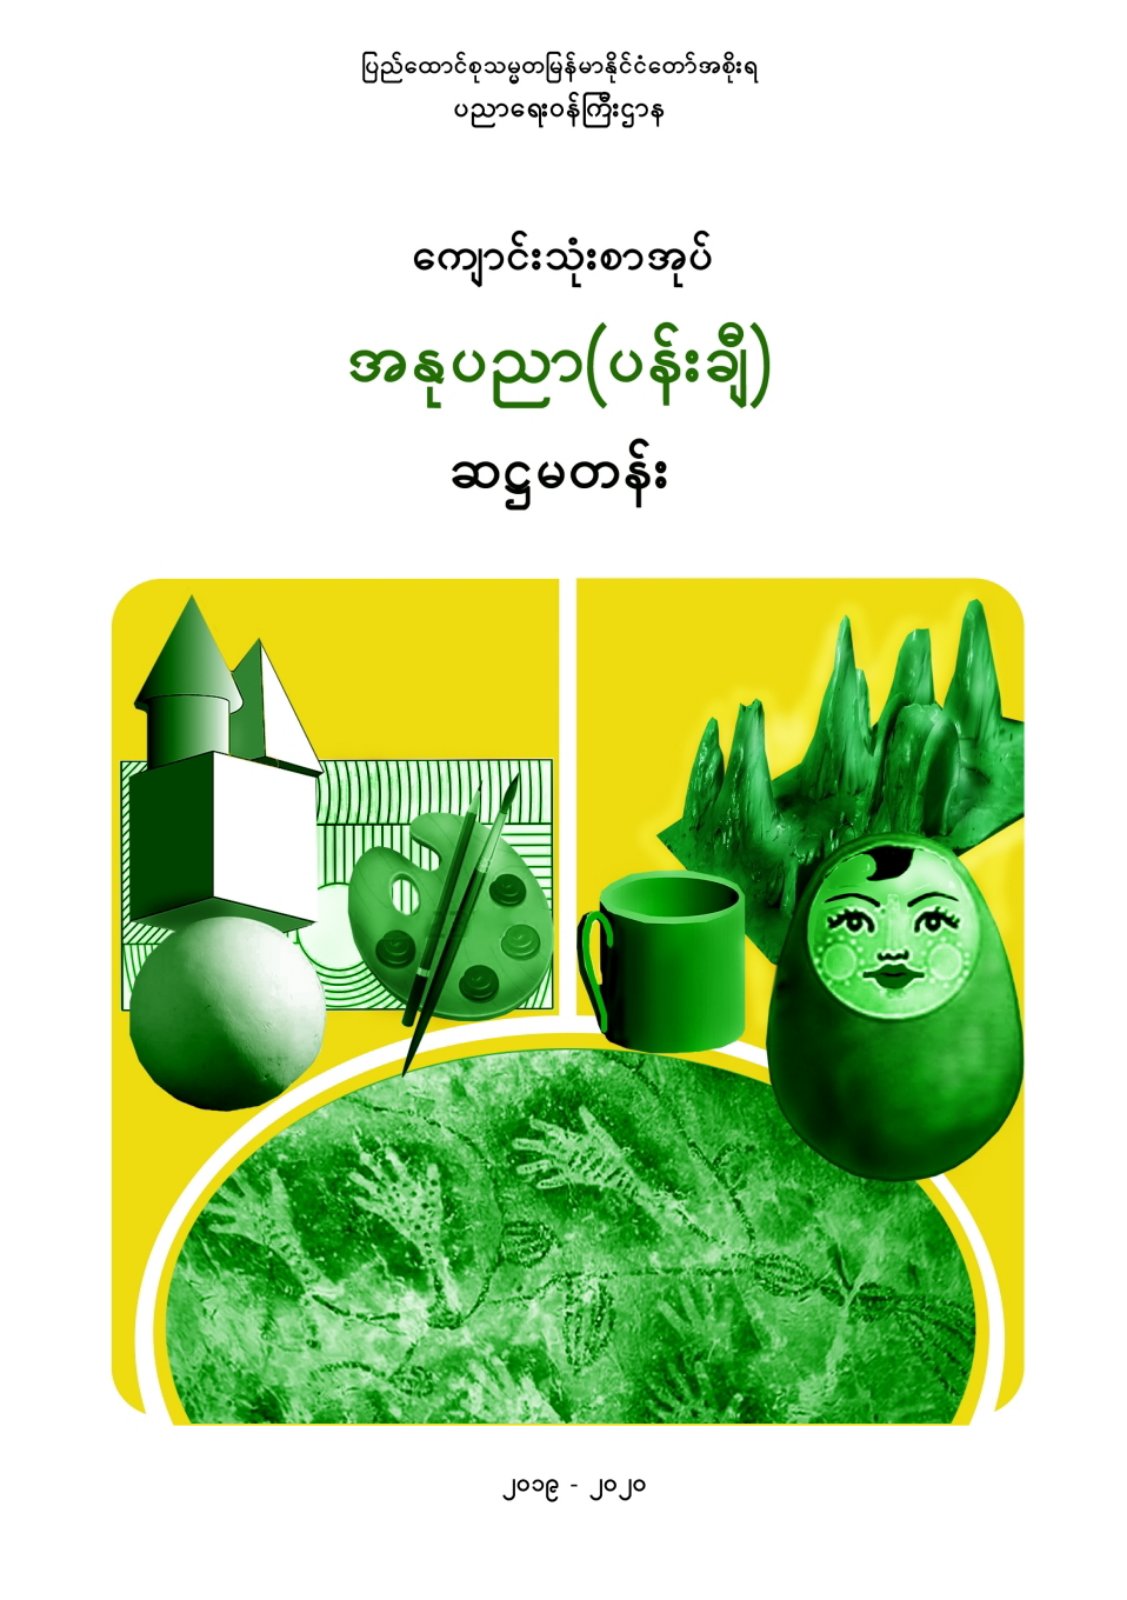 ပြည်ထောင်စုသမ္မတမြန်မာနိုင်ငံတော်အစိုးရ
ပညာရေးဝန်ကြီးဌာန
ကျောင်းသုံးစာအုပ်
အနုပညာ(ပန်းချီ)
ဆဋ္ဌမတန်း
၂၀၁၉ - ၂၀၂၀